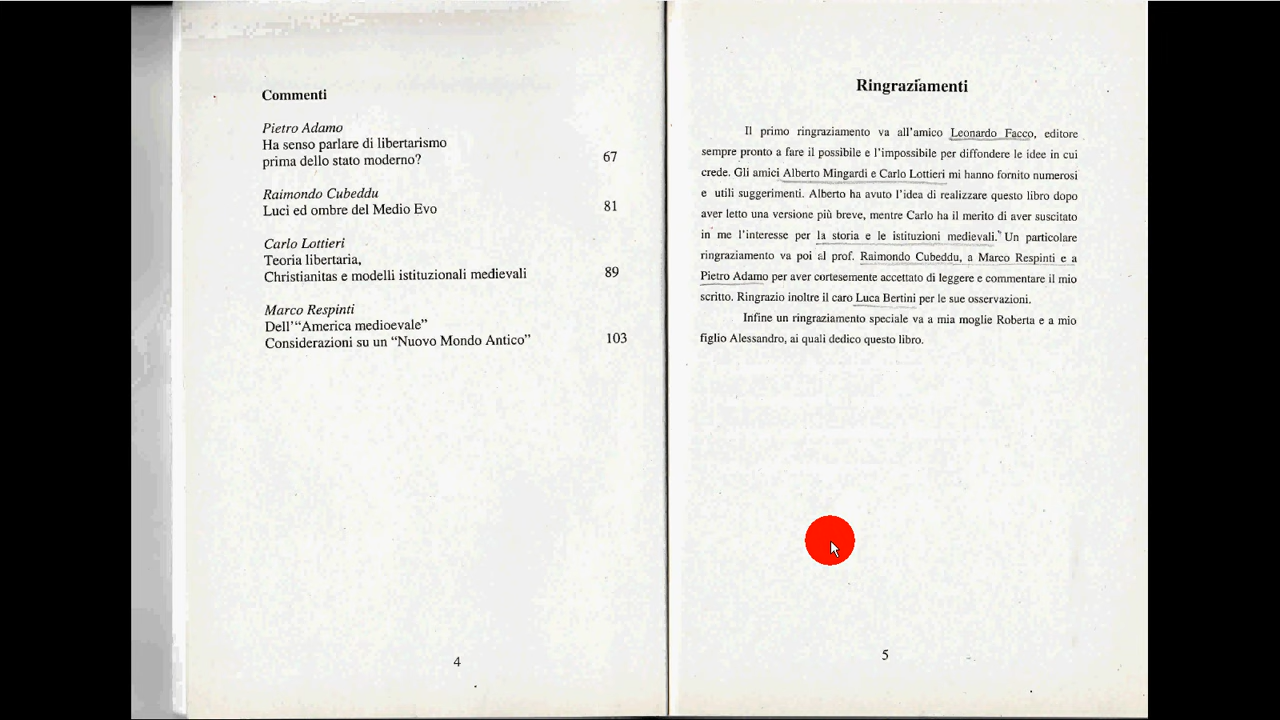 Commenti
Pietro Adamo
Ha senso parlare di libertarismo
prima dello stato moderno? 67
Raimondo Cubeddu
Luci ed ombre del Medio Evo 81
Carlo Lottieri
Teoria libertaria,
Christianitas e modelli istituzionali medievali 89
Marco Respinti
Dell'“America medioevale”
Considerazioni su un “Nuovo Mondo Antico” 103
4
Ringraziamenti
Il primo ringraziamento va all'amico Leonardo Facco, editore
sempre pronto a fare il possibile e l'impossibile per diffondere le idee in cui
crede. Gli amici Alberto Mingardi e Carlo Lottieri mi hanno fornito numerosi
e utili suggerimenti. Alberto ha avuto l'idea di realizzare questo libro dopo
aver letto una versione più breve, mentre Carlo ha il merito di aver suscitato
in me l'interesse per la storia e le istituzioni medievali. Un particolare
ringraziamento va poi al prof. Raimondo Cubeddu, a Marco Respinti e a
Pietro Adamo per aver cortesemente accettato di leggere e commentare il mio
scritto. Ringrazio inoltre il caro Luca Bertini per le sue osservazioni.
Infine un ringraziamento speciale va a mia moglie Roberta e a mio
figlio Alessandro, ai quali dedico questo libro.
5